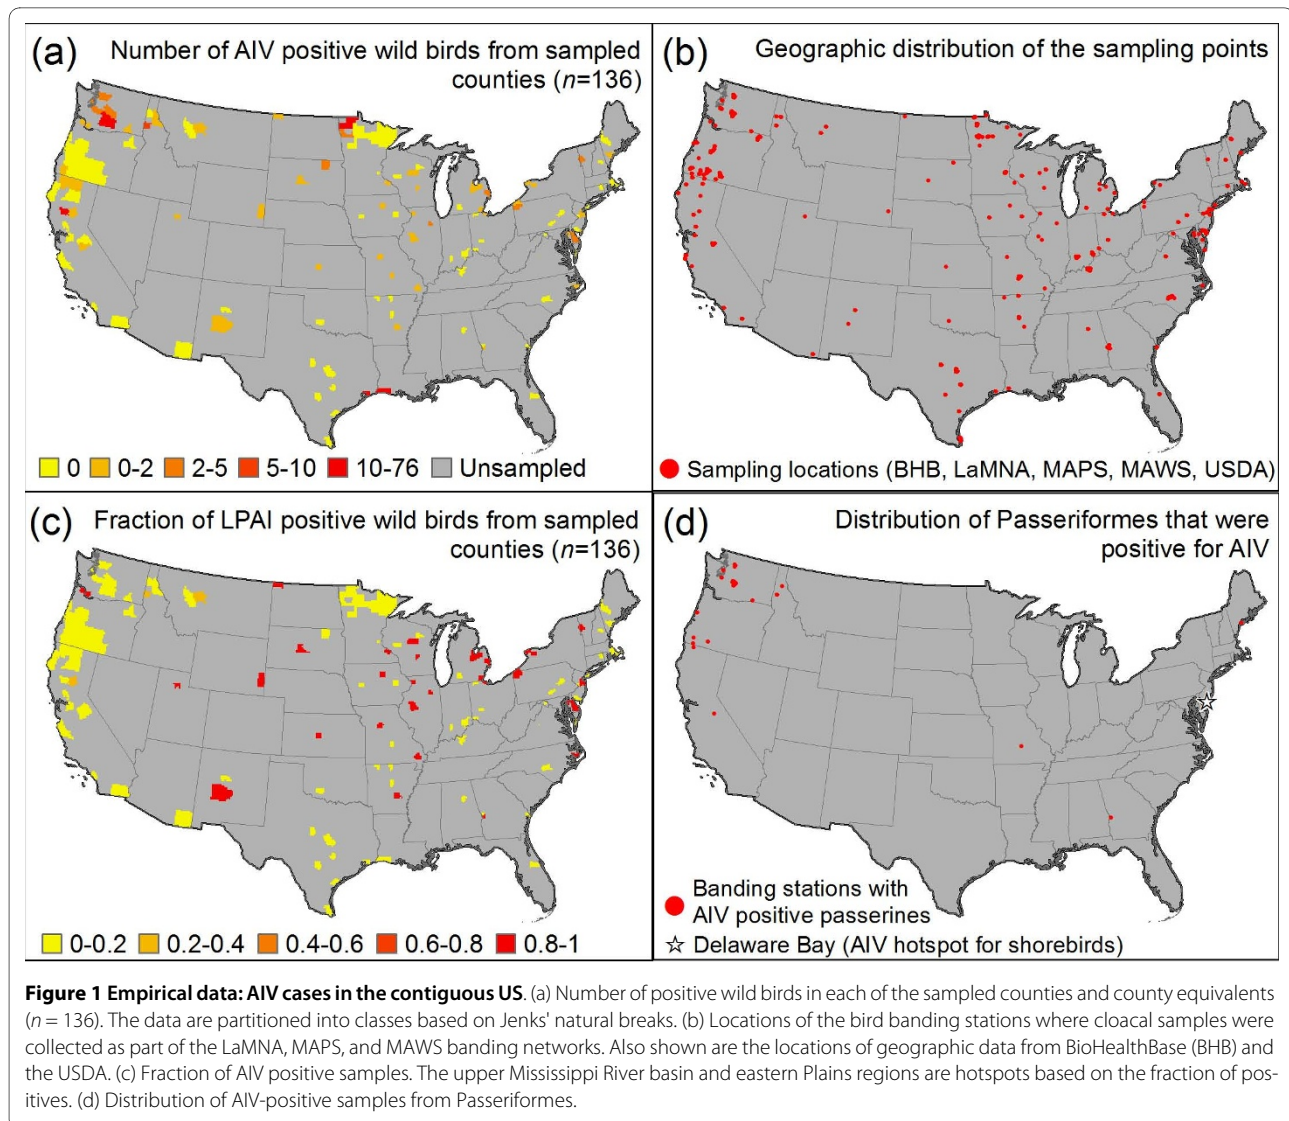 (a) Number of AIV positive wild birds from sampled
counties (n=136)
0 0-2 2-5 5-10 10-76 Unsampled
(b) Geographic distribution of the sampling points
Sampling locations (BHB, LaMNA, MAPS, MAWS, USDA)
(c) Fraction of LPAI positive wild birds from sampled
counties (n=136)
0-0.2 0.2-0.4 0.4-0.6 0.6-0.8 0.8-1
(d) Distribution of Passeriformes that were
positive for AIV
Banding stations with
AIV positive passerines
☆ Delaware Bay (AIV hotspot for shorebirds)
Figure 1 Empirical data: AIV cases in the contiguous US. (a) Number of positive wild birds in each of the sampled counties and county equivalents
(n = 136). The data are partitioned into classes based on Jenks' natural breaks. (b) Locations of the bird banding stations where cloacal samples were
collected as part of the LaMNA, MAPS, and MAWS banding networks. Also shown are the locations of geographic data from BioHealthBase (BHB) and
the USDA. (c) Fraction of AIV positive samples. The upper Mississippi River basin and eastern Plains regions are hotspots based on the fraction of pos-
itives. (d) Distribution of AIV-positive samples from Passeriformes.